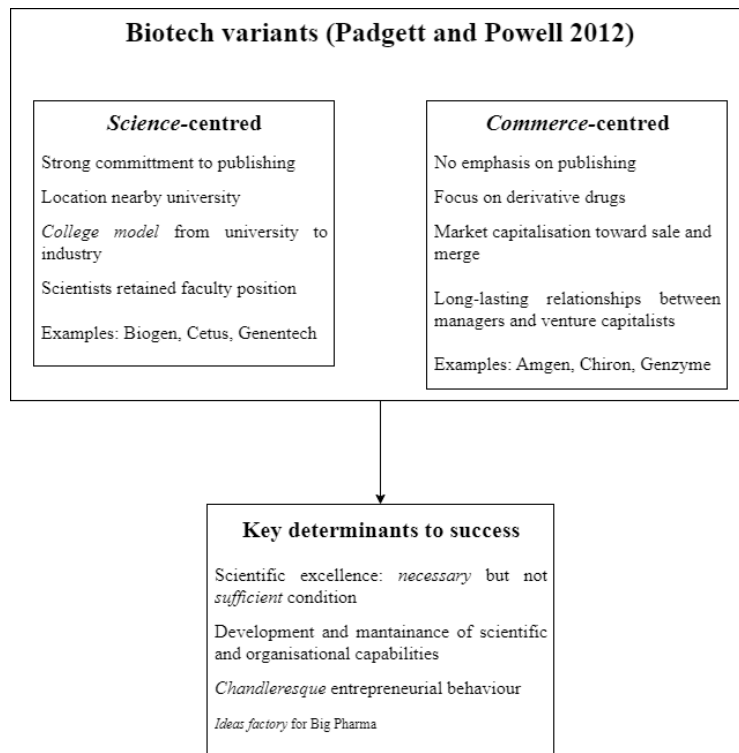 Biotech variants (Padgett and Powell 2012)
Science-centred
Strong committment to publishing
Location nearby university
College model from university to
industry
Scientists retained faculty position
Examples: Biogen, Cetus, Genentech
Commerce-centred
No emphasis on publishing
Focus on derivative drugs
Market capitalisation toward sale and
merge
Long-lasting relationships between
managers and venture capitalists
Examples: Amgen, Chiron, Genzyme
Key determinants to success
Scientific excellence: necessary but not
sufficient condition
Development and mantainance of scientific
and organisational capabilities
Chandleresque entrepreneurial behaviour
Ideas factory for Big Pharma